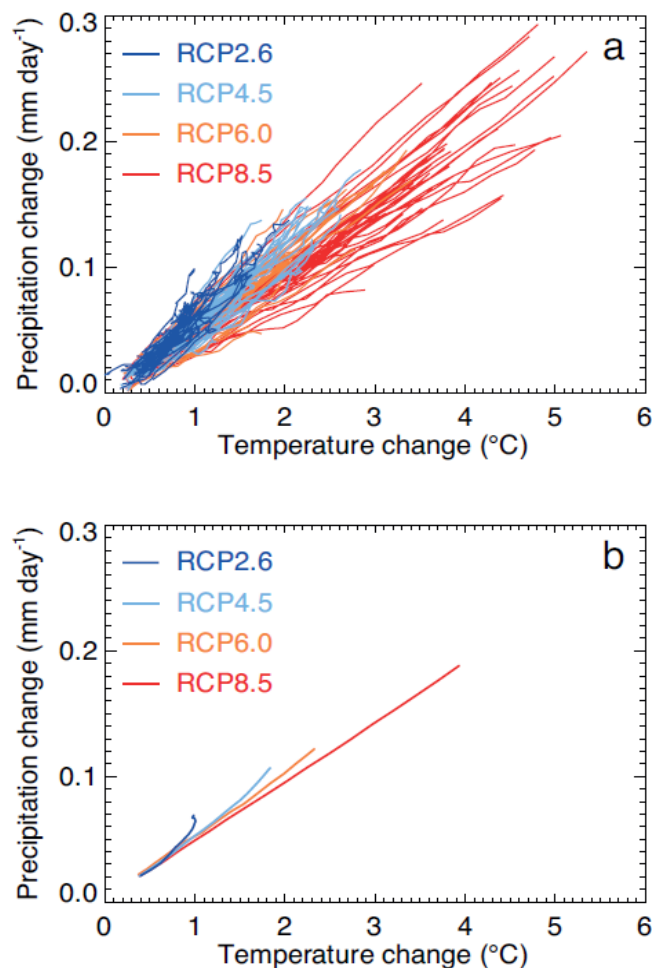 0.3
a
RCP2.6
RCP4.5
0.2
RCP6.0
RCP8.5
0.1
0.0
Precipitation change (mm day-1)
0 1 2 3 4 5 6
Temperature change (°C)
0.3
b
RCP2.6
RCP4.5
0.2
RCP6.0
RCP8.5
0.1
0.0
Precipitation change (mm day-1)
0 1 2 3 4 5 6
Temperature change (°C)